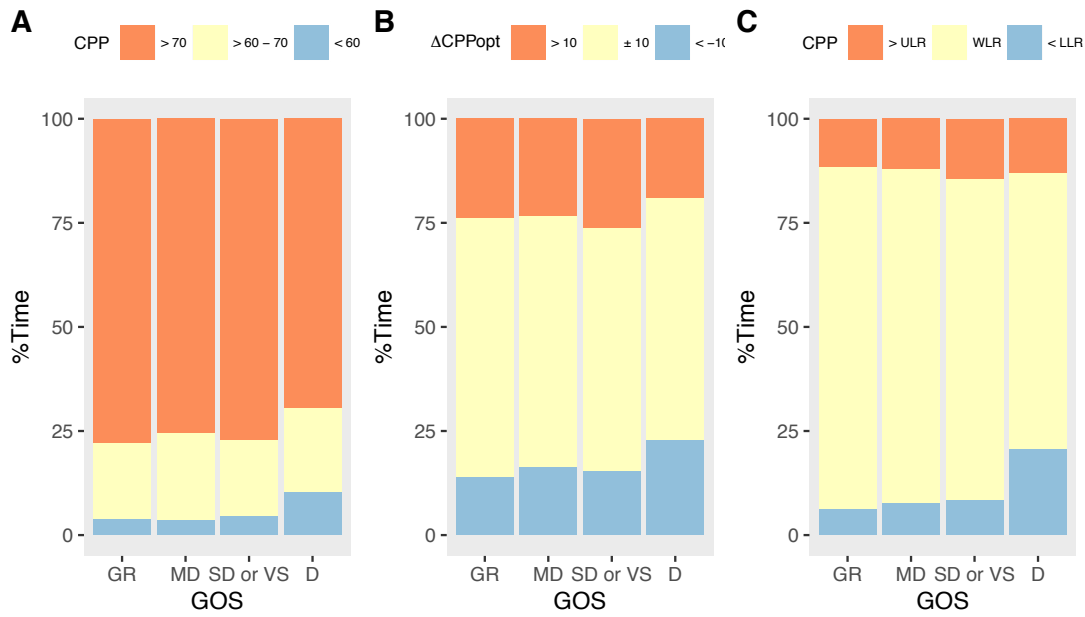 A
CPP > 70 > 60 – 70 < 60
100
75
50
25
0
%Time
GR MD SD or VS D
GOS
B
ΔCPPopt > 10 ± 10 < −10
100
75
50
25
0
%Time
GR MD SD or VS D
GOS
C
CPP > ULR WLR < LLR
100
75
50
25
0
%Time
GR MD SD or VS D
GOS